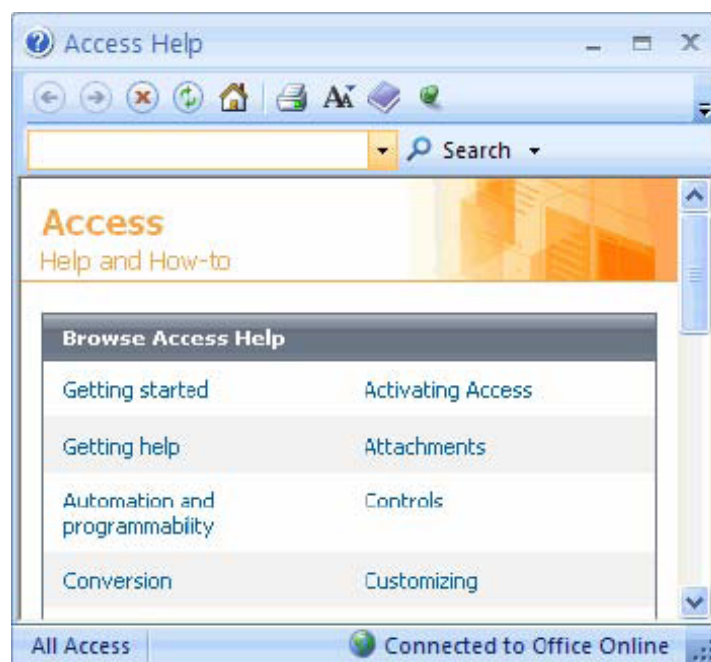 Access Help
Search
Access
Help and How-to
Browse Access Help
Getting started
Activating Access
Getting help
Attachments
Automation and
programmability
Controls
Conversion
Customizing
All Access
Connected to Office Online